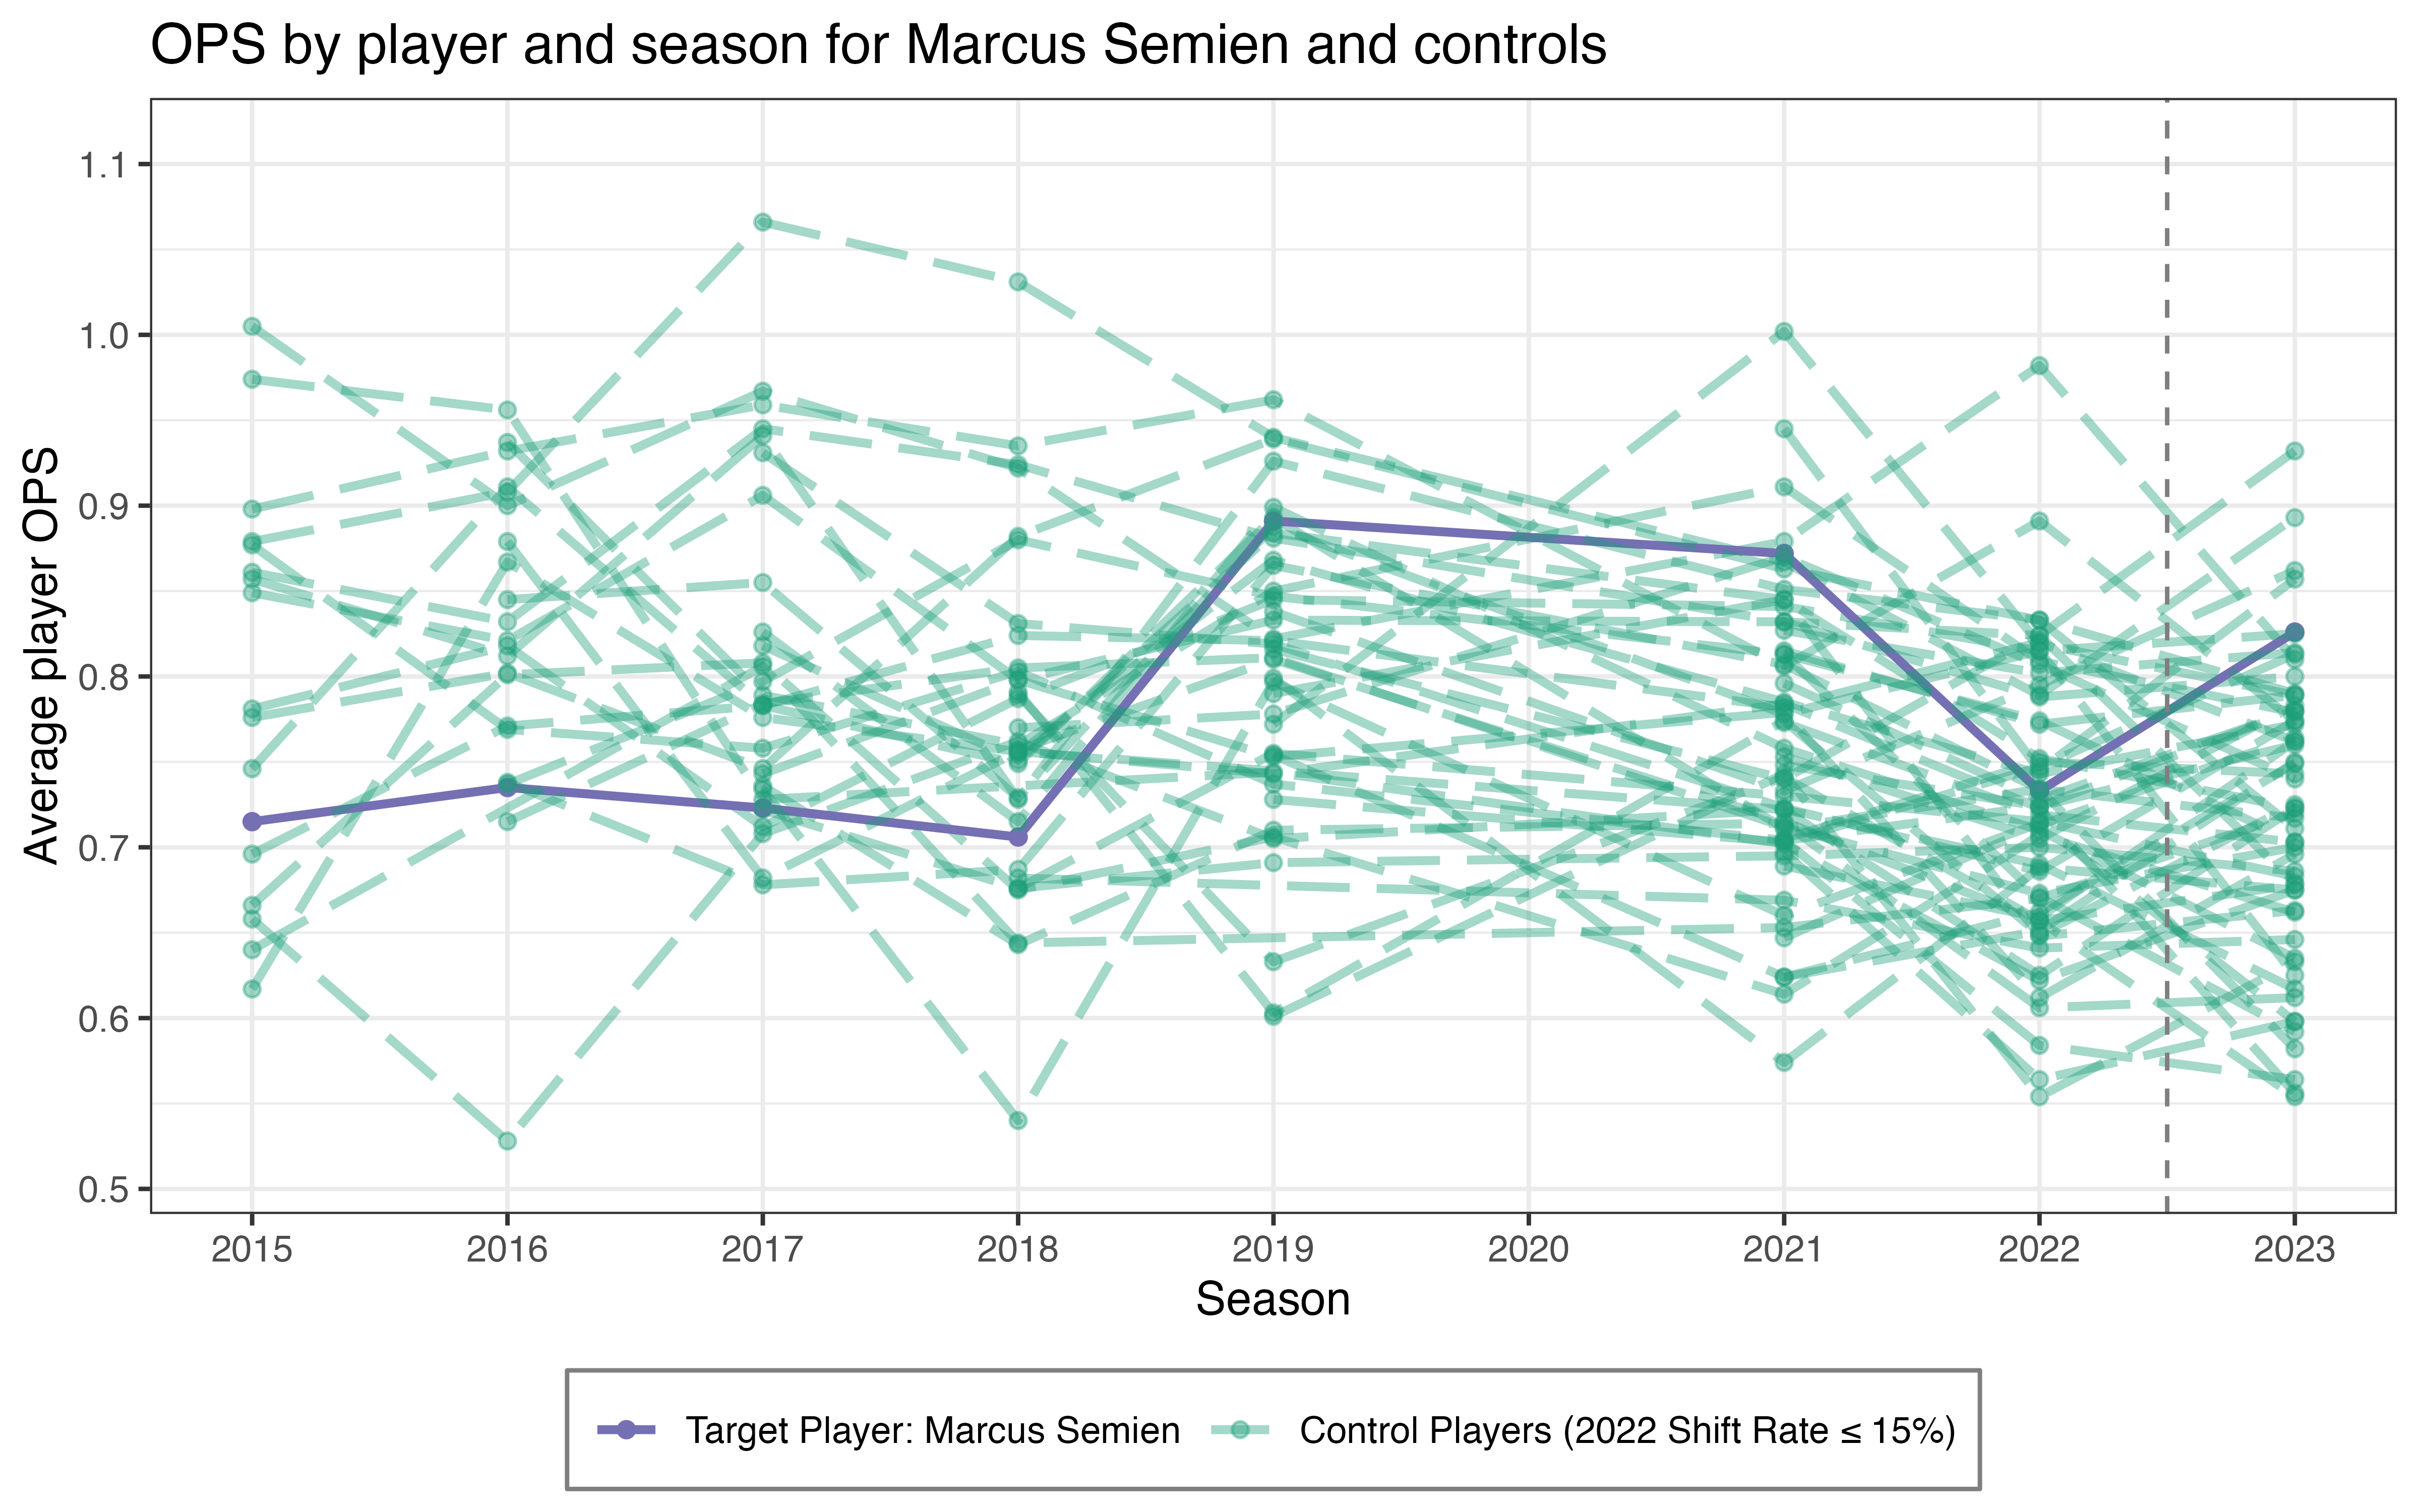 OPS by player and season for Marcus Semien and controls
Average player OPS
1.1
1.0
0.9
0.8
0.7
0.6
0.5
2015 2016 2017 2018 2019 2020 2021 2022 2023
Season
Target Player: Marcus Semien Control Players (2022 Shift Rate ≤ 15%)